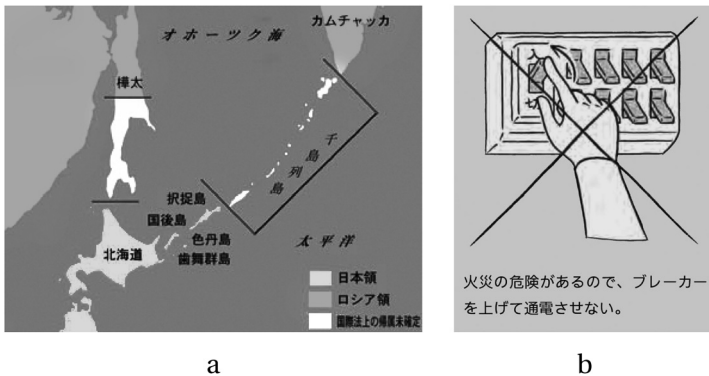 カムチャッカ
オホーツク海
樺太
千島列島
択捉島
国後島
色丹島
歯舞群島
北海道
太平洋
日本領
ロシア領
国際法上の帰属未確定
a
入
切
火災の危険があるので、ブレーカー
を上げて通電させない。
b